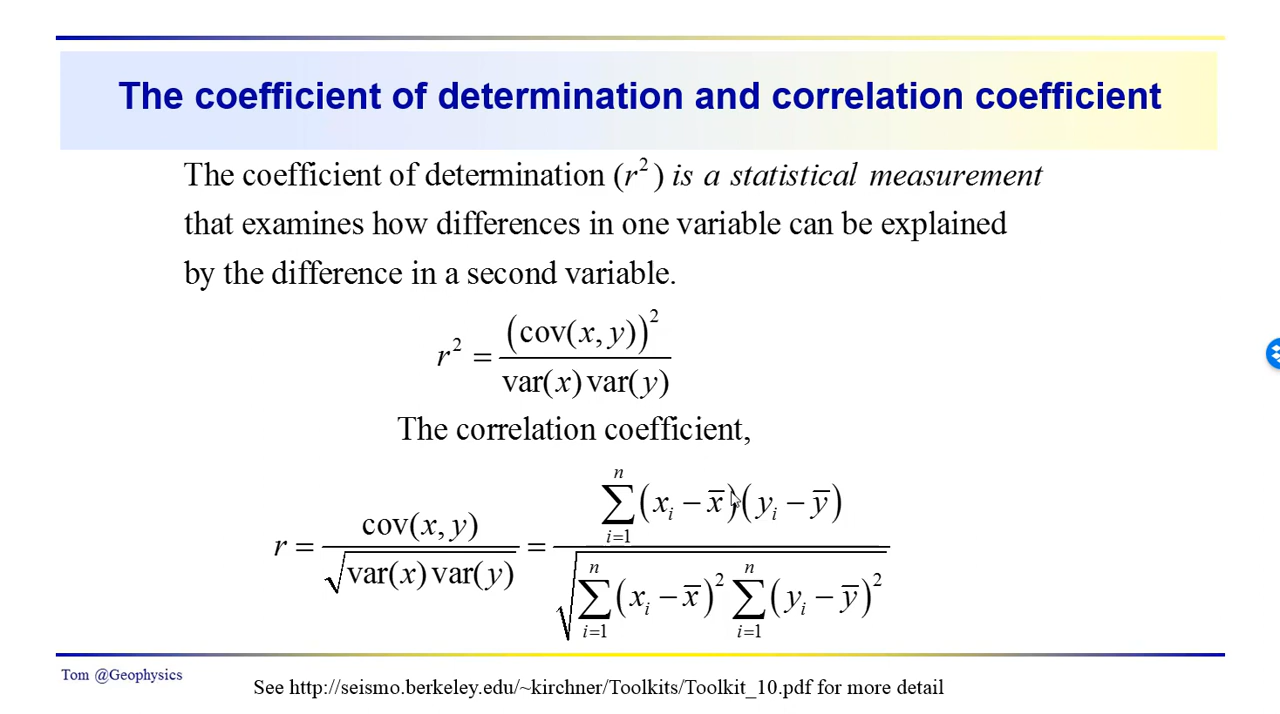 The coefficient of determination and correlation coefficient
The coefficient of determination (r²) is a statistical measurement
that examines how differences in one variable can be explained
by the difference in a second variable.
r² = (cov(x, y))² / var(x) var(y)
The correlation coefficient,
r = cov(x, y) / √(var(x) var(y)) = ∑_{i=1}^{n} (x_i − x̅)(y_i − y̅) / √(∑_{i=1}^{n} (x_i − x̅)² ∑_{i=1}^{n} (y_i − y̅)²)
Tom @Geophysics
See http://seismo.berkeley.edu/~kirchner/Toolkits/Toolkit_10.pdf for more detail